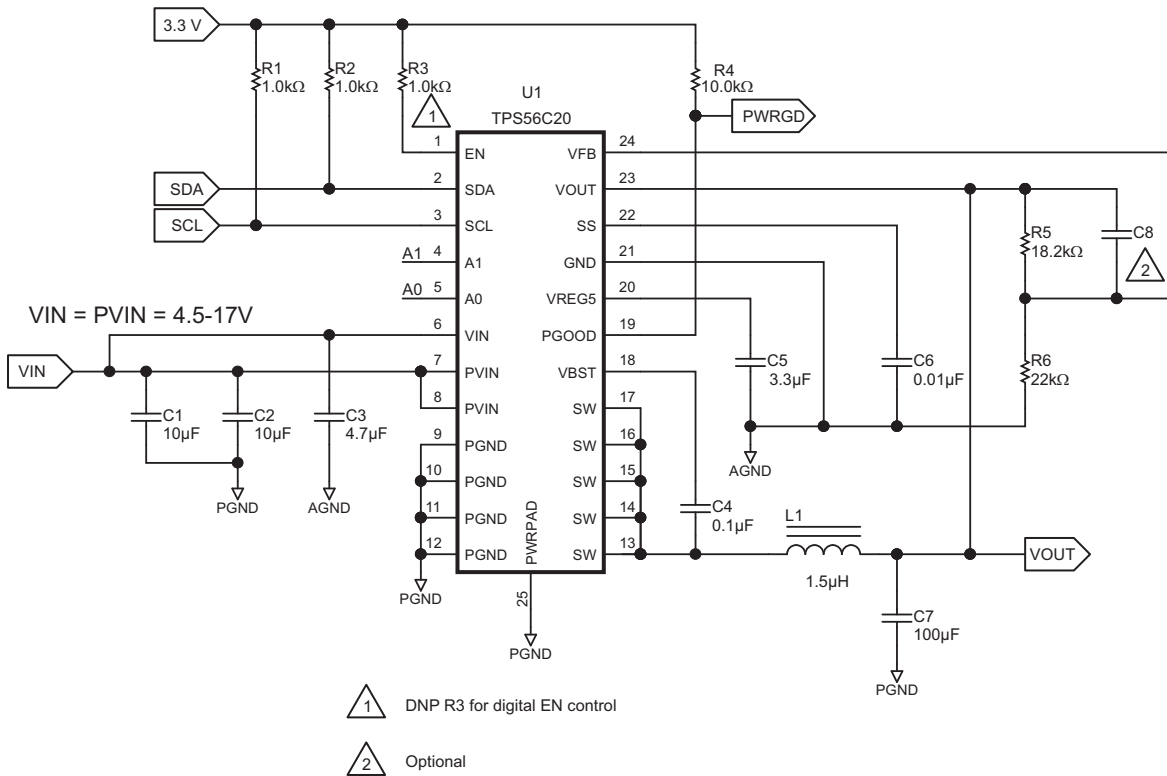 3.3 V
R1
1.0kΩ
R2
1.0kΩ
R3
1.0kΩ
1
R4
10.0kΩ
PWRGD
U1
TPS56C20
SDA
SCL
A1
A0
1 EN
2 SDA
3 SCL
4 A1
5 A0
6 VIN
7 PVIN
8 PVIN
9 PGND
10 PGND
11 PGND
12 PGND
VFB 24
VOUT 23
SS 22
GND 21
VREG5 20
PGOOD 19
VBST 18
SW 17
SW 16
SW 15
SW 14
SW 13
PWRPAD
25
PGND
PGND
VIN = PVIN = 4.5-17V
VIN
C1
10µF
C2
10µF
C3
4.7µF
PGND
AGND
C5
3.3µF
C6
0.01µF
AGND
R5
18.2kΩ
C8
2
R6
22kΩ
C4
0.1µF
L1
1.5µH
VOUT
C7
100µF
PGND
1 DNP R3 for digital EN control
2 Optional